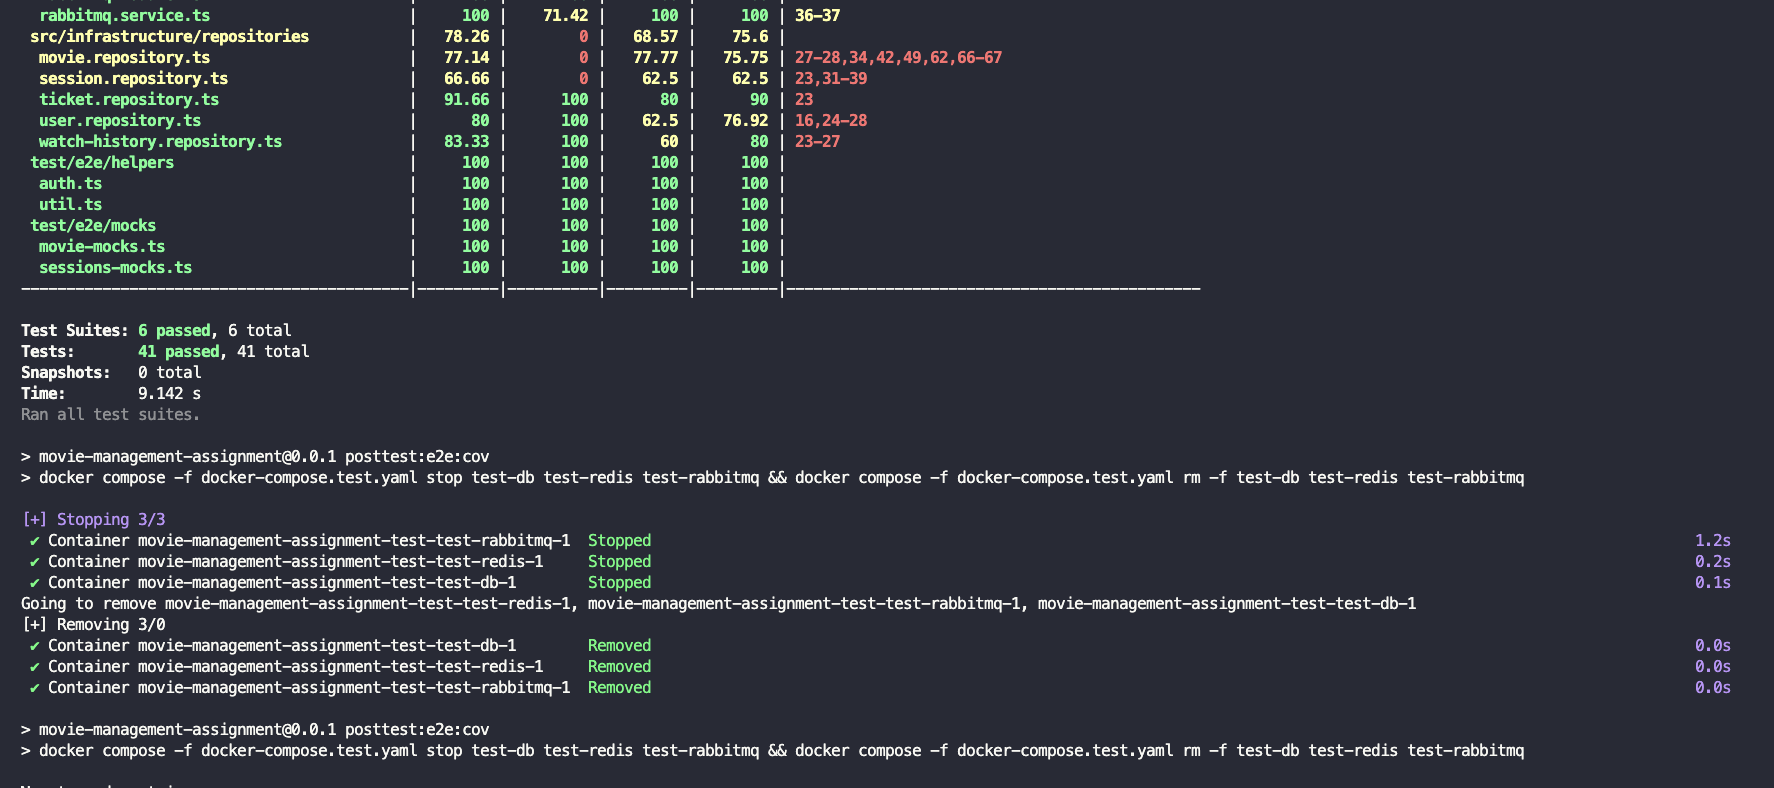 rabbitmq.service.ts | 100 | 71.42 | 100 | 100 | 36-37
src/infrastructure/repositories | 78.26 | 0 | 68.57 | 75.6 |
movie.repository.ts | 77.14 | 0 | 77.77 | 75.75 | 27-28,34,42,49,62,66-67
session.repository.ts | 66.66 | 0 | 62.5 | 62.5 | 23,31-39
ticket.repository.ts | 91.66 | 100 | 80 | 90 | 23
user.repository.ts | 80 | 100 | 62.5 | 76.92 | 16,24-28
watch-history.repository.ts | 83.33 | 100 | 60 | 80 | 23-27
test/e2e/helpers | 100 | 100 | 100 | 100 |
auth.ts | 100 | 100 | 100 | 100 |
util.ts | 100 | 100 | 100 | 100 |
test/e2e/mocks | 100 | 100 | 100 | 100 |
movie-mocks.ts | 100 | 100 | 100 | 100 |
sessions-mocks.ts | 100 | 100 | 100 | 100 |
-------------------------------------------|---------|----------|---------|---------|----------------------------------------------
Test Suites: 6 passed, 6 total
Tests: 41 passed, 41 total
Snapshots: 0 total
Time: 9.142 s
Ran all test suites.
> movie-management-assignment@0.0.1 posttest:e2e:cov
> docker compose -f docker-compose.test.yaml stop test-db test-redis test-rabbitmq && docker compose -f docker-compose.test.yaml rm -f test-db test-redis test-rabbitmq
[+] Stopping 3/3
✔ Container movie-management-assignment-test-test-rabbitmq-1 Stopped 1.2s
✔ Container movie-management-assignment-test-test-redis-1 Stopped 0.2s
✔ Container movie-management-assignment-test-test-db-1 Stopped 0.1s
Going to remove movie-management-assignment-test-test-redis-1, movie-management-assignment-test-test-rabbitmq-1, movie-management-assignment-test-test-db-1
[+] Removing 3/0
✔ Container movie-management-assignment-test-test-db-1 Removed 0.0s
✔ Container movie-management-assignment-test-test-redis-1 Removed 0.0s
✔ Container movie-management-assignment-test-test-rabbitmq-1 Removed 0.0s
> movie-management-assignment@0.0.1 posttest:e2e:cov
> docker compose -f docker-compose.test.yaml stop test-db test-redis test-rabbitmq && docker compose -f docker-compose.test.yaml rm -f test-db test-redis test-rabbitmq